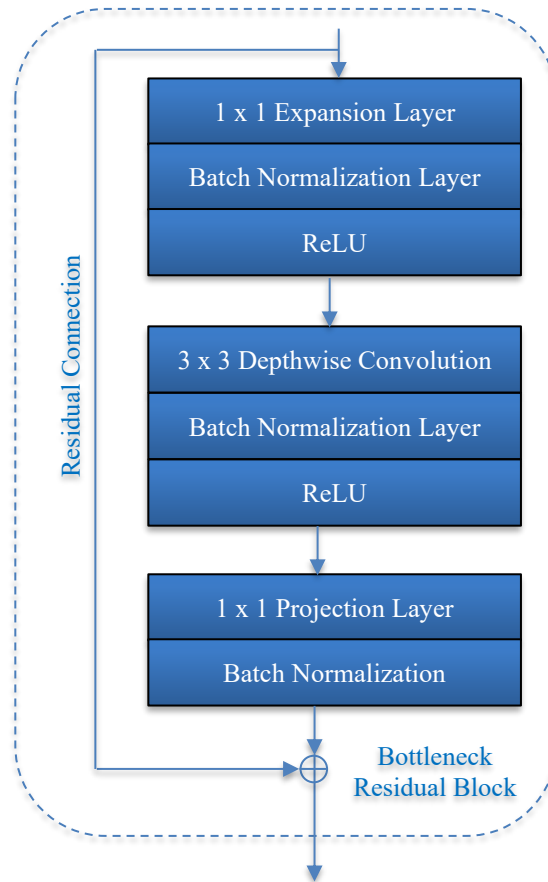 1 x 1 Expansion Layer
Batch Normalization Layer
ReLU
Residual Connection
3 x 3 Depthwise Convolution
Batch Normalization Layer
ReLU
1 x 1 Projection Layer
Batch Normalization
Bottleneck
Residual Block